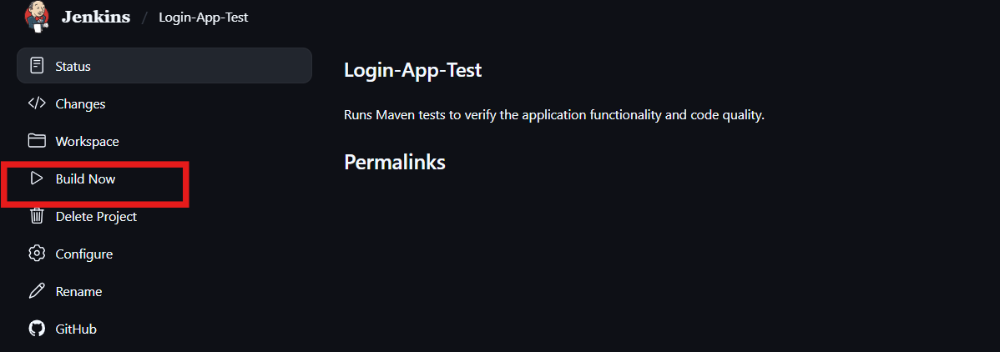 Jenkins / Login-App-Test
Status
Changes
Workspace
Build Now
Delete Project
Configure
Rename
GitHub
Login-App-Test
Runs Maven tests to verify the application functionality and code quality.
Permalinks